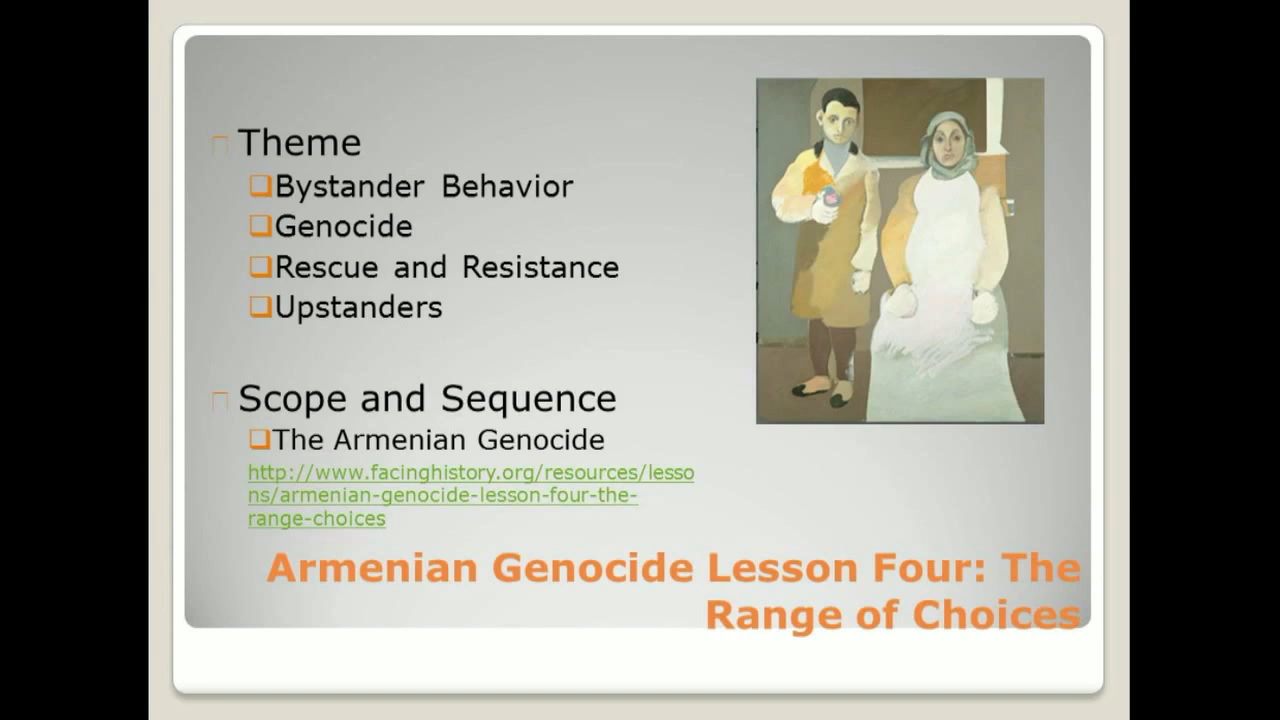 Theme
Bystander Behavior
Genocide
Rescue and Resistance
Upstanders
Scope and Sequence
The Armenian Genocide
http://www.facinghistory.org/resources/lesso
ns/armenian-genocide-lesson-four-the-
range-choices
Armenian Genocide Lesson Four: The
Range of Choices